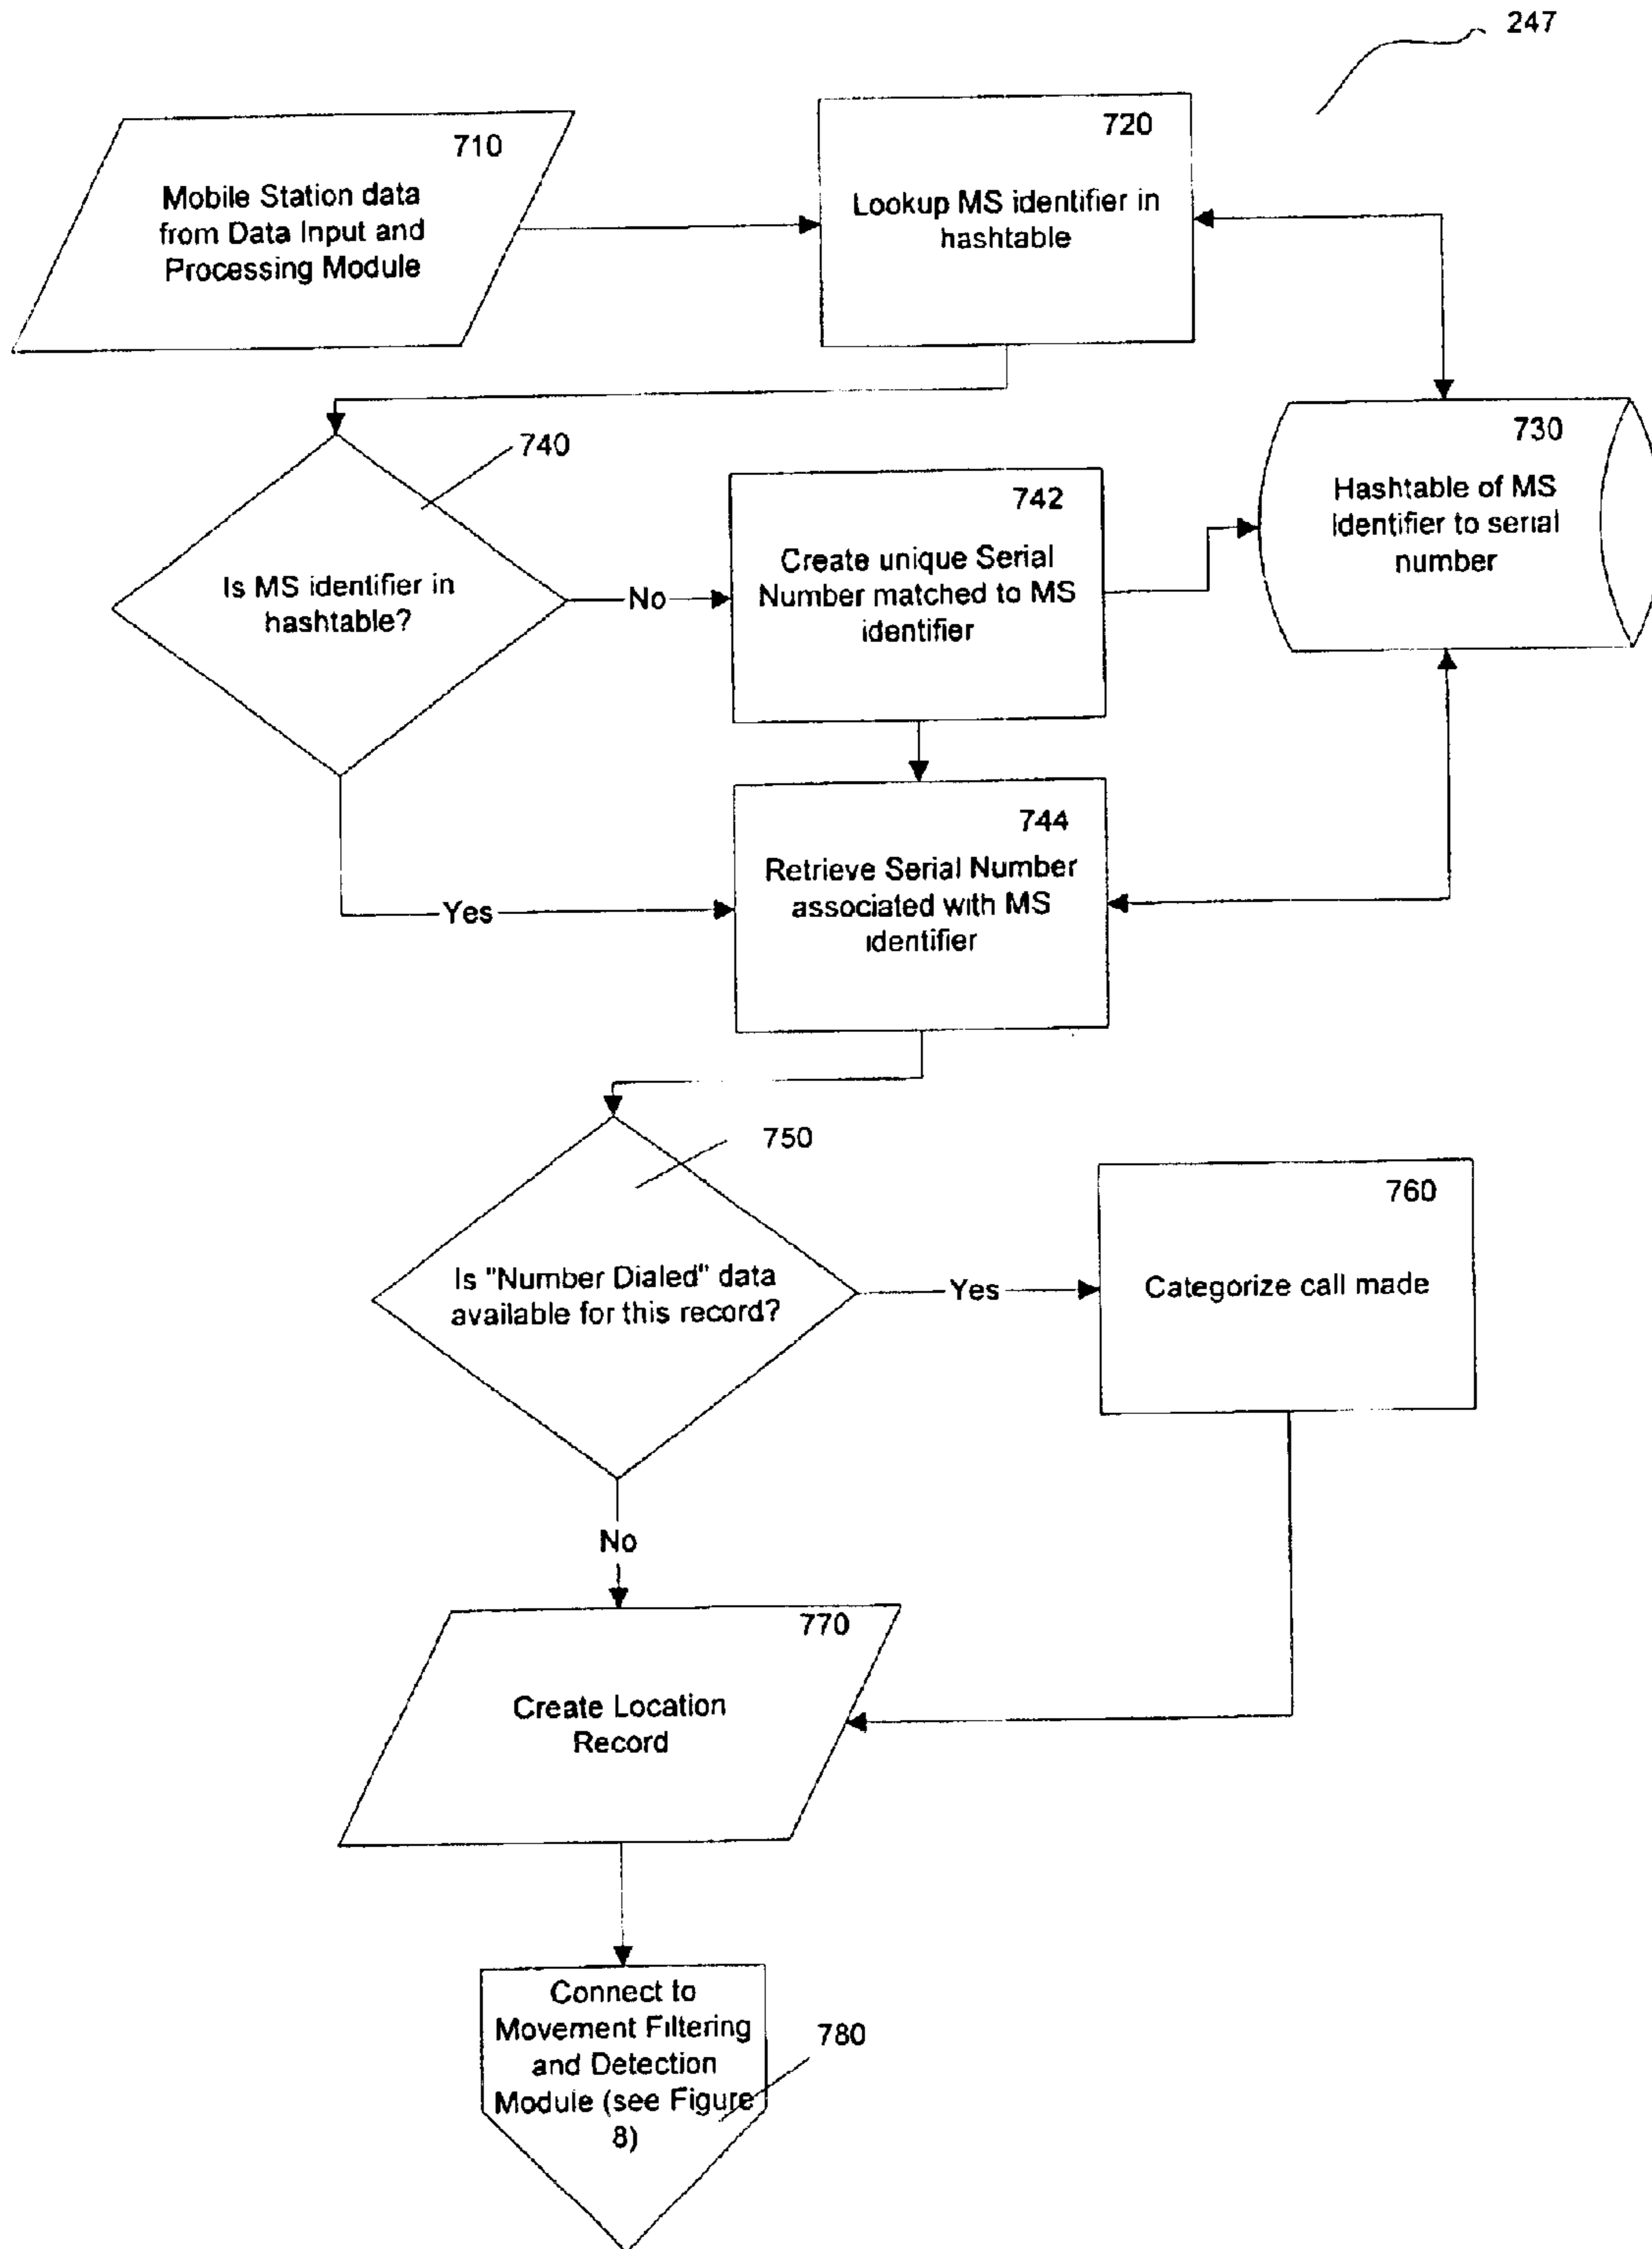 247
710
Mobile Station data
from Data Input and
Processing Module
720
Lookup MS identifier in
hashtable
730
Hashtable of MS
identifier to serial
number
740
Is MS identifier in
hashtable?
No
742
Create unique Serial
Number matched to MS
identifier
744
Retrieve Serial Number
associated with MS
identifier
Yes
750
Is "Number Dialed" data
available for this record?
Yes
760
Categorize call made
No
770
Create Location
Record
Connect to
Movement Filtering
and Detection
Module (see Figure
8)
780